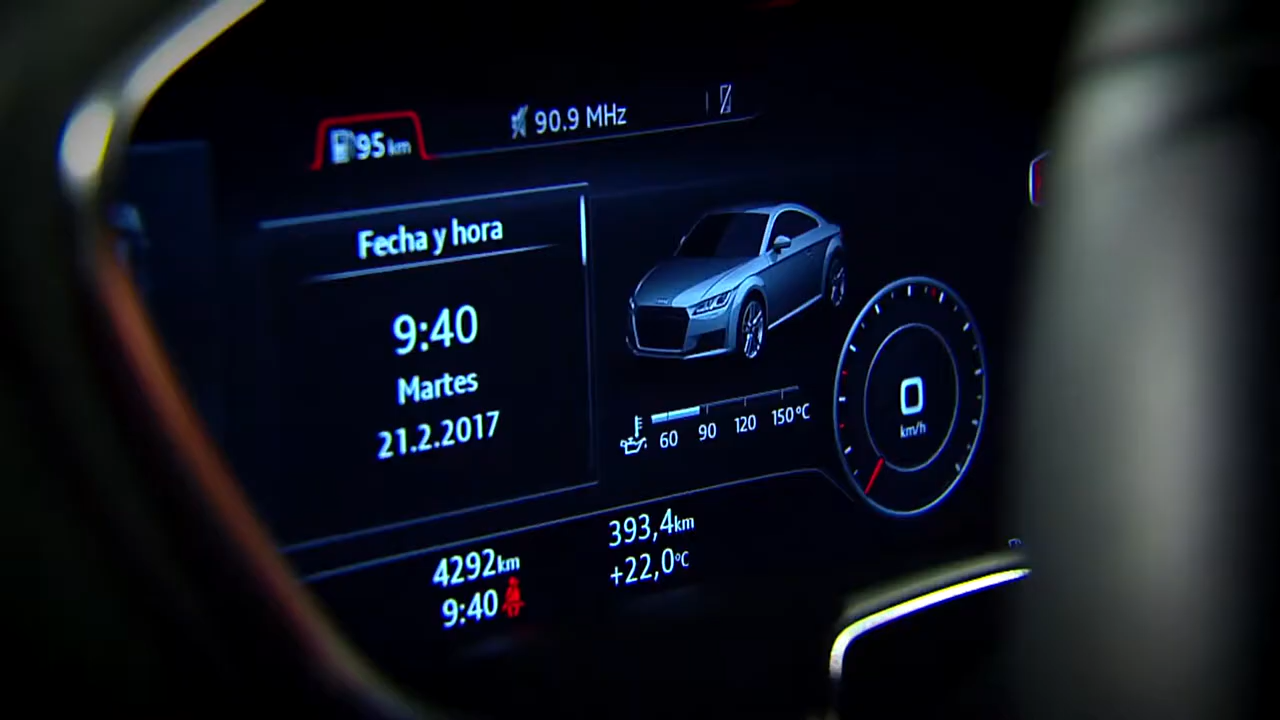 95 km
90.9 MHz
Fecha y hora
9:40
Martes
21.2.2017
60 90 120 150°C
0
km/h
4292 km
9:40
393,4 km
+22,0°C